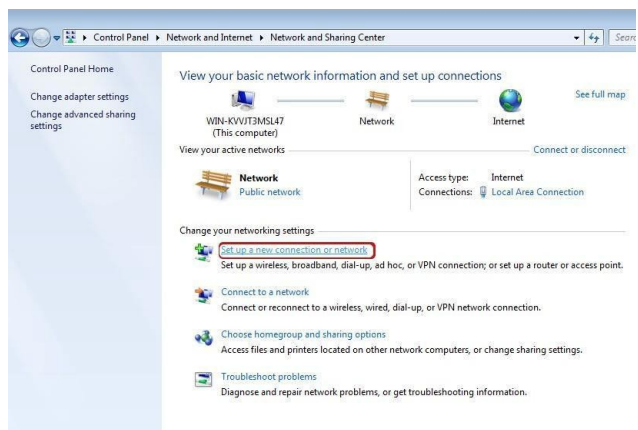 Control Panel ▸ Network and Internet ▸ Network and Sharing Center
Control Panel Home
Change adapter settings
Change advanced sharing
settings
View your basic network information and set up connections
See full map
WIN-KVVJT3MSL47
(This computer)
Network
Internet
View your active networks
Connect or disconnect
Network
Public network
Access type: Internet
Connections: Local Area Connection
Change your networking settings
Set up a new connection or network
Set up a wireless, broadband, dial-up, ad hoc, or VPN connection; or set up a router or access point.
Connect to a network
Connect or reconnect to a wireless, wired, dial-up, or VPN network connection.
Choose homegroup and sharing options
Access files and printers located on other network computers, or change sharing settings.
Troubleshoot problems
Diagnose and repair network problems, or get troubleshooting information.